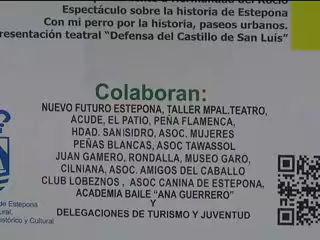 Espectáculo sobre la historia de Estepona
Con mi perro por la historia, paseos urbanos.
presentación teatral "Defensa del Castillo de San Luís"
Colaboran:
NUEVO FUTURO ESTEPONA, TALLER MPAL.TEATRO,
ACUDE, EL PATIO, PEÑA FLAMENCA,
HDAD. SAN ISIDRO, ASOC. MUJERES
PEÑAS BLANCAS, ASOC TAWASSOL
JUAN GAMERO, RONDALLA, MUSEO GARO,
CILNIANA, ASOC. AMIGOS DEL CABALLO
CLUB LOBEZNOS , ASOC CANINA DE ESTEPONA,
ACADEMIA BAILE "ANA GUERRERO"
Y
DELEGACIONES DE TURISMO Y JUVENTUD
de Estepona
ural,
istórico y Cultural